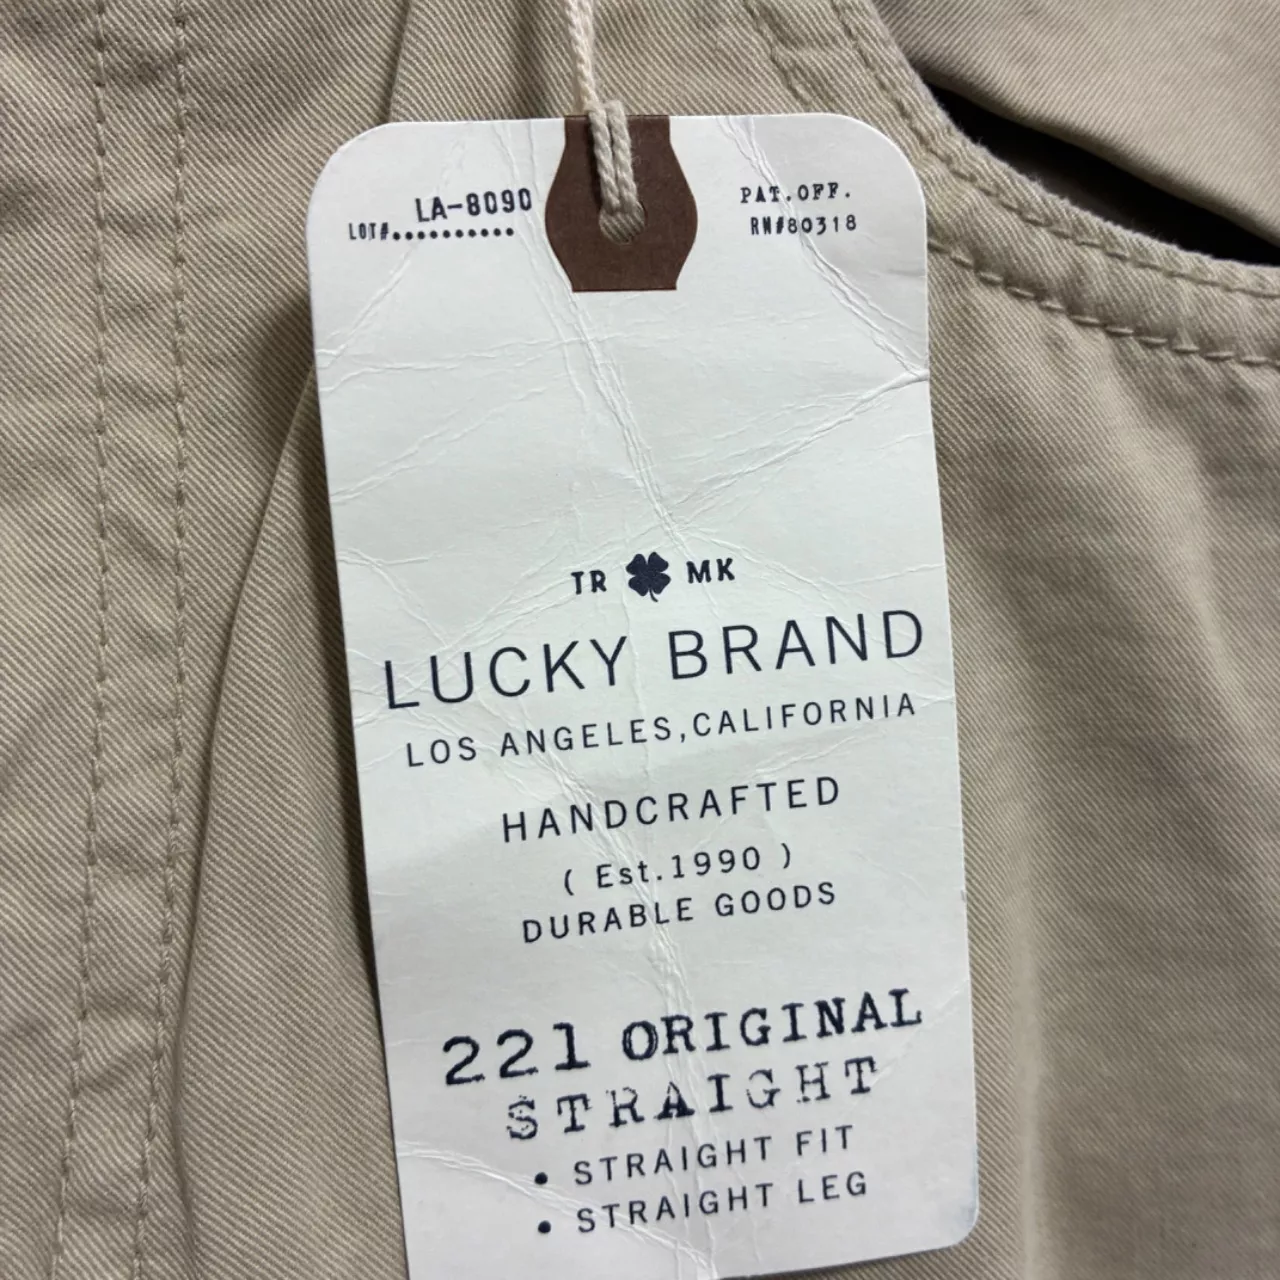 LA-8090
LOT#..........
PAT.OFF.
RN#80318
TR MK
LUCKY BRAND
LOS ANGELES,CALIFORNIA
HANDCRAFTED
( Est.1990 )
DURABLE GOODS
221 ORIGINAL
STRAIGHT
• STRAIGHT FIT
• STRAIGHT LEG